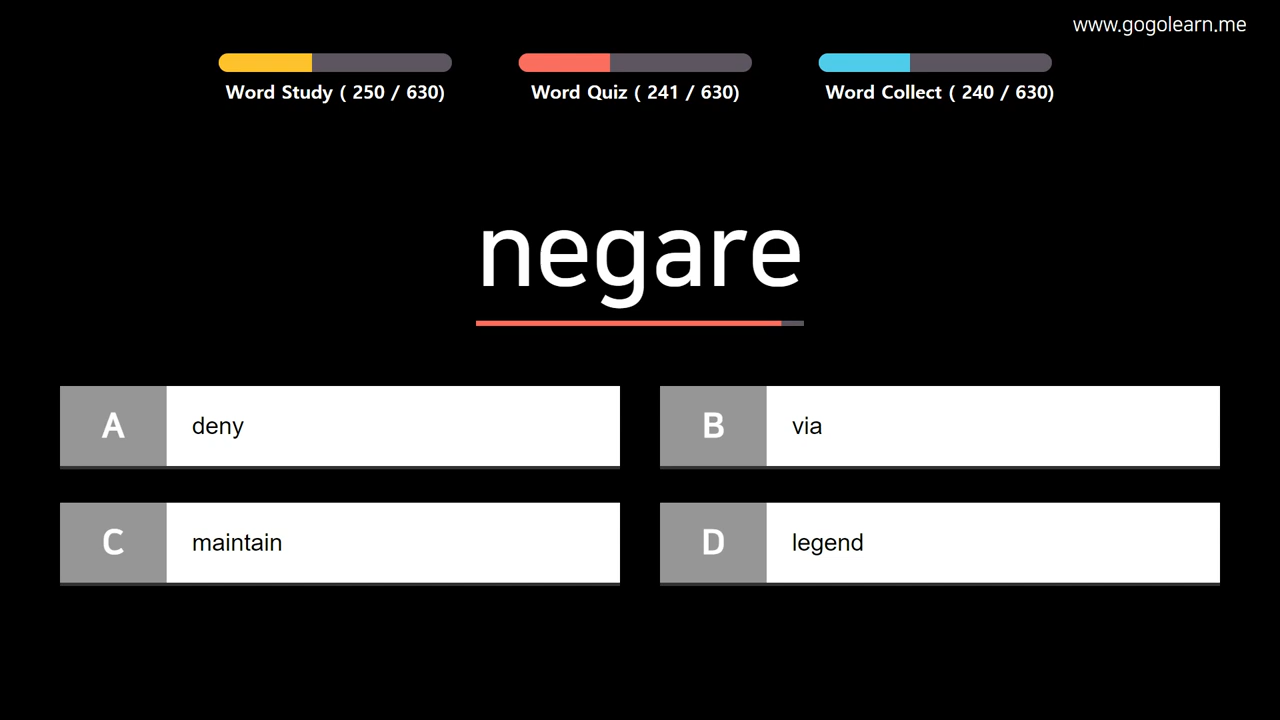 www.gogolearn.me
Word Study ( 250 / 630)
Word Quiz ( 241 / 630)
Word Collect ( 240 / 630)
negare
A deny
B via
C maintain
D legend